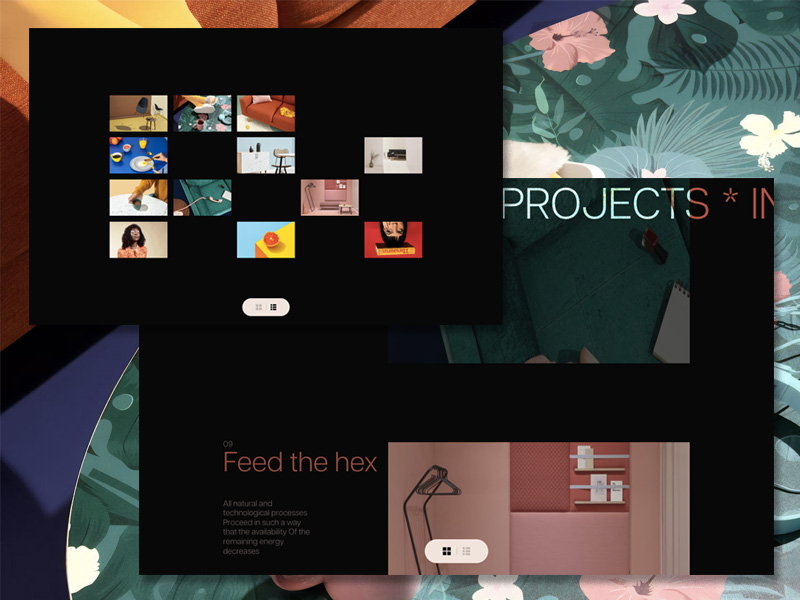 PROJECTS * IN
09
Feed the hex
All natural and
technological processes
Proceed in such a way
that the availability Of the
remaining energy
decreases